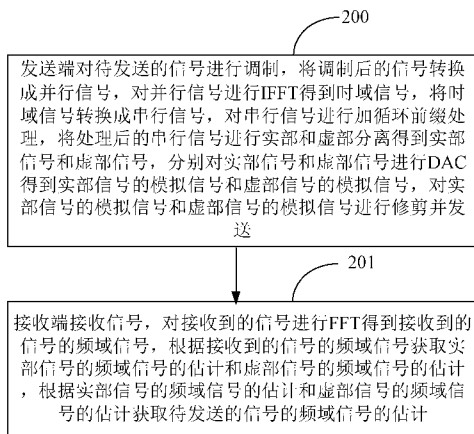 200
发送端对待发送的信号进行调制，将调制后的信号转换
成并行信号，对并行信号进行IFFT得到时域信号，将时
域信号转换成串行信号，对串行信号进行加循环前缀处
理，将处理后的串行信号进行实部和虚部分离得到实部
信号和虚部信号，分别对实部信号和虚部信号进行DAC
得到实部信号的模拟信号和虚部信号的模拟信号，对实
部信号的模拟信号和虚部信号的模拟信号进行修剪并发
送
201
接收端接收信号，对接收到的信号进行FFT得到接收到的
信号的频域信号，根据接收到的信号的频域信号获取实
部信号的频域信号的估计和虚部信号的频域信号的估计
，根据实部信号的频域信号的估计和虚部信号的频域信
号的估计获取待发送的信号的频域信号的估计